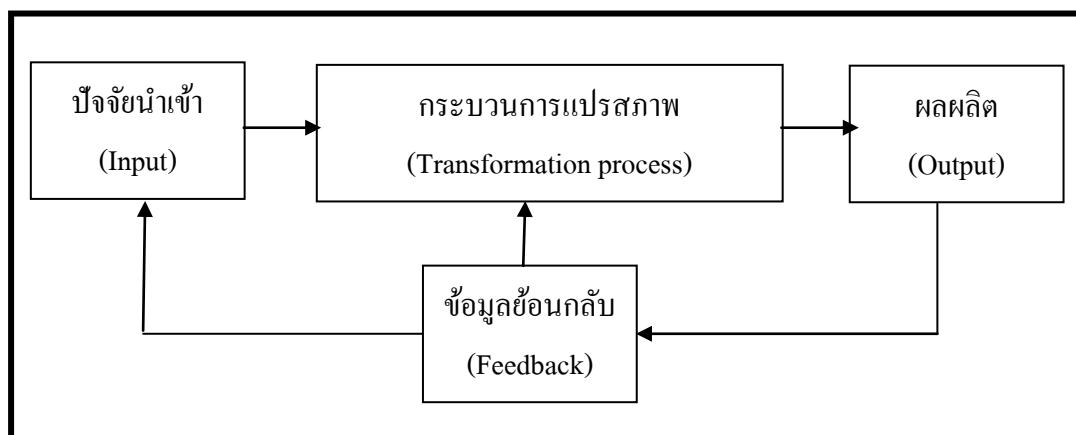 ปัจจัยนำเข้า
(Input)
กระบวนการแปรสภาพ
(Transformation process)
ผลผลิต
(Output)
ข้อมูลย้อนกลับ
(Feedback)